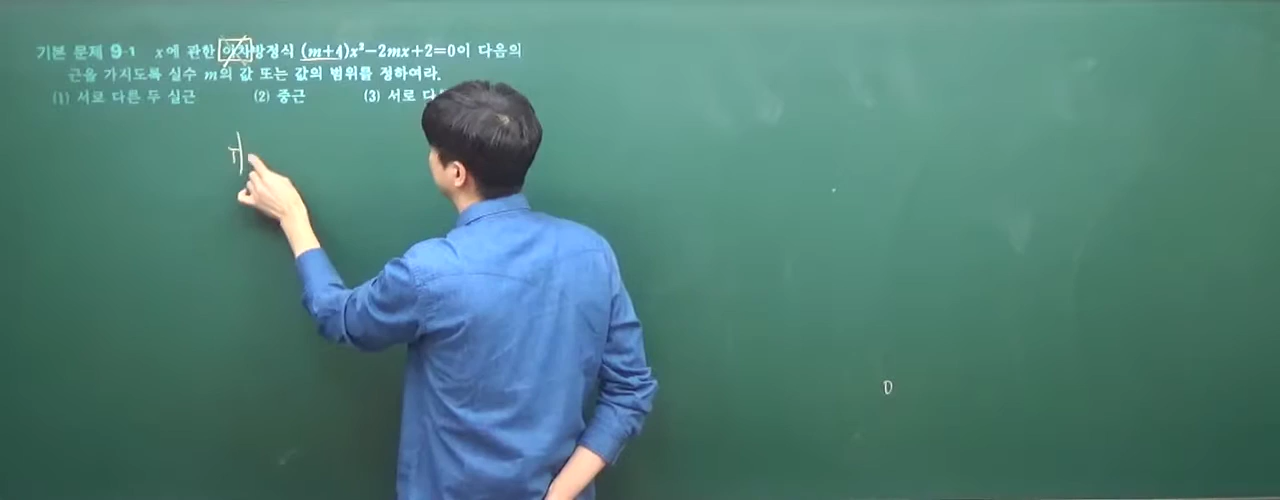 기본 문제 9-1 x에 관한 이차방정식 (m+4)x²-2mx+2=0이 다음의
근을 가지도록 실수 m의 값 또는 값의 범위를 정하여라.
(1) 서로 다른 두 실근 (2) 중근 (3) 서로
0